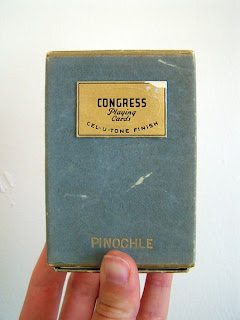 CONGRESS
Playing
Cards
CEL-U-TONE FINISH
PINOCHLE